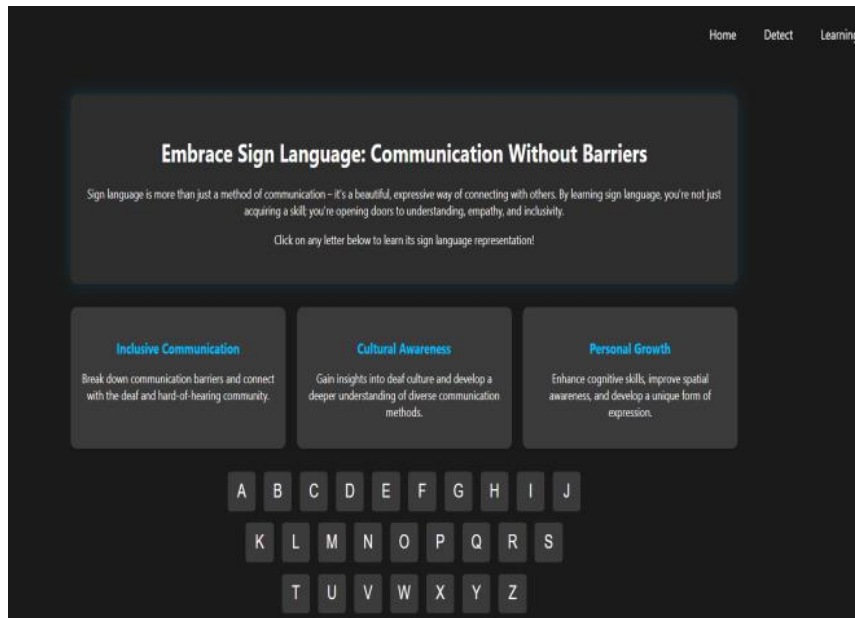 Home Detect Learning
Embrace Sign Language: Communication Without Barriers
Sign language is more than just a method of communication – it's a beautiful, expressive way of connecting with others. By learning sign language, you're not just
acquiring a skill; you're opening doors to understanding, empathy, and inclusivity.
Click on any letter below to learn its sign language representation!
Inclusive Communication
Break down communication barriers and connect
with the deaf and hard-of-hearing community.
Cultural Awareness
Gain insights into deaf culture and develop a
deeper understanding of diverse communication
methods.
Personal Growth
Enhance cognitive skills, improve spatial
awareness, and develop a unique form of
expression.
A B C D E F G H I J
K L M N O P Q R S
T U V W X Y Z